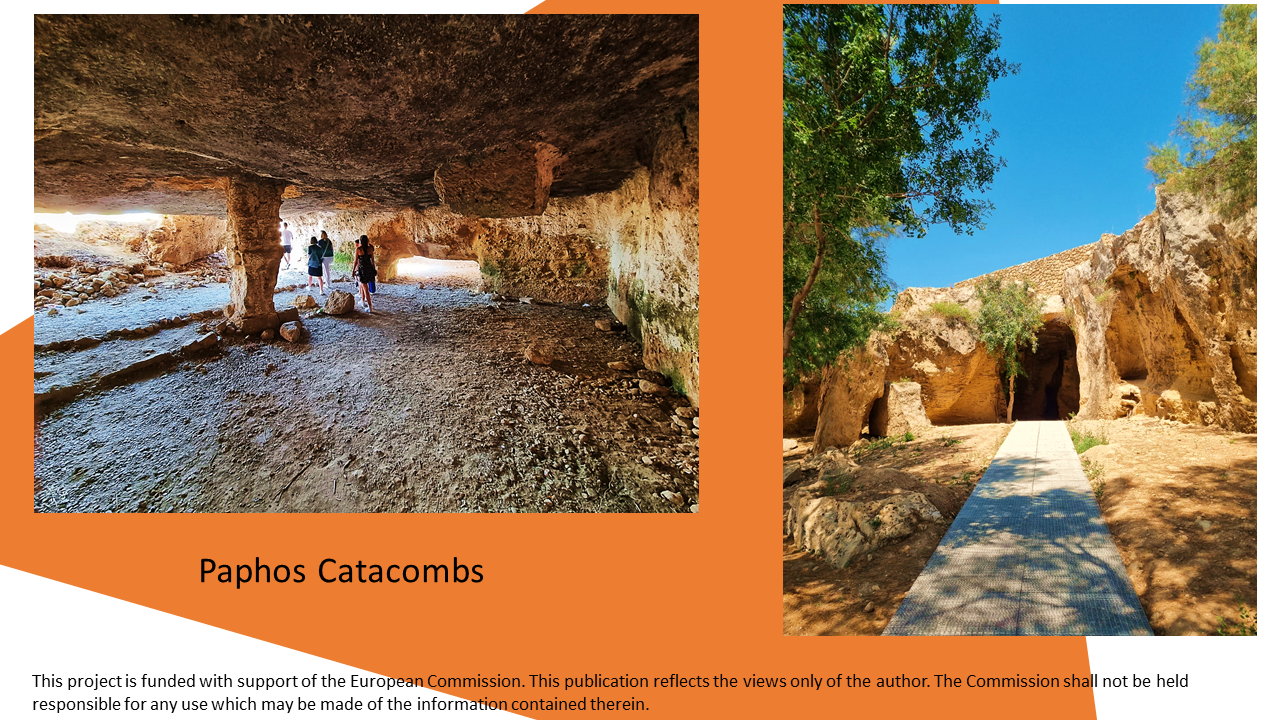 Paphos Catacombs
This project is funded with support of the European Commission. This publication reflects the views only of the author. The Commission shall not be held
responsible for any use which may be made of the information contained therein.